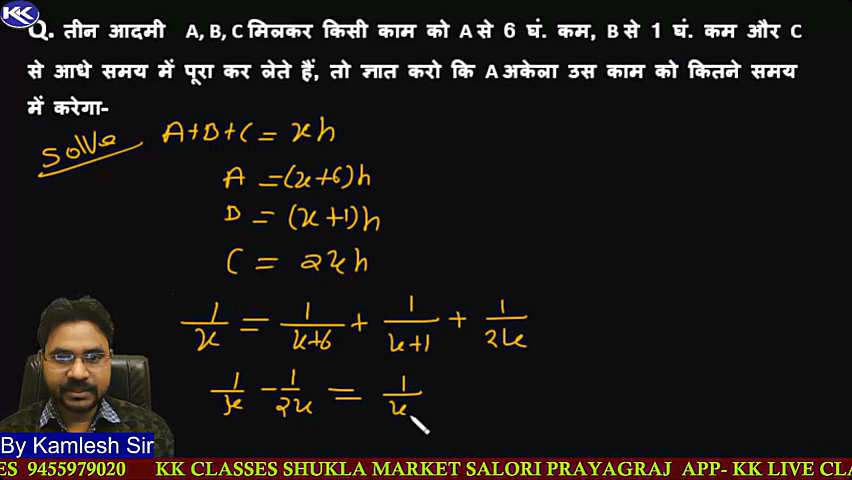 KK
Q. तीन आदमी A, B, C मिलकर किसी काम को A से 6 घं. कम, B से 1 घं. कम और C
से आधे समय में पूरा कर लेते हैं, तो ज्ञात करो कि A अकेला उस काम को कितने समय
में करेगा-
Solve A+B+C = xh
A = (x+6)h
B = (x+1)h
C = 2xh
1/x = 1/x+6 + 1/x+1 + 1/2x
1/x - 1/2x = 1/x
By Kamlesh Sir
ES 9455979020 KK CLASSES SHUKLA MARKET SALORI PRAYAGRAJ APP- KK LIVE CLA